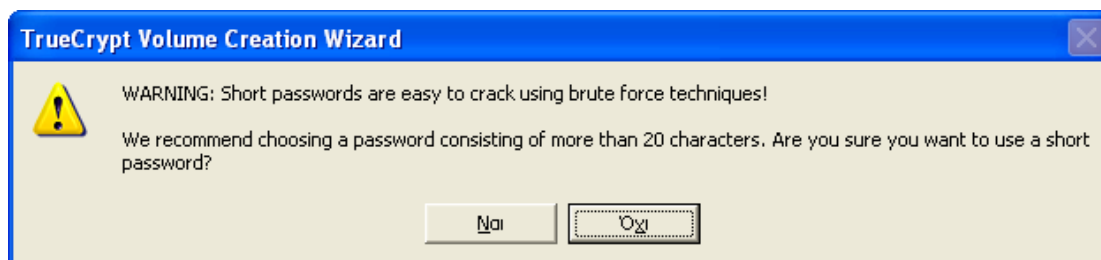 TrueCrypt Volume Creation Wizard
WARNING: Short passwords are easy to crack using brute force techniques!
We recommend choosing a password consisting of more than 20 characters. Are you sure you want to use a short
password?
Ναι Όχι